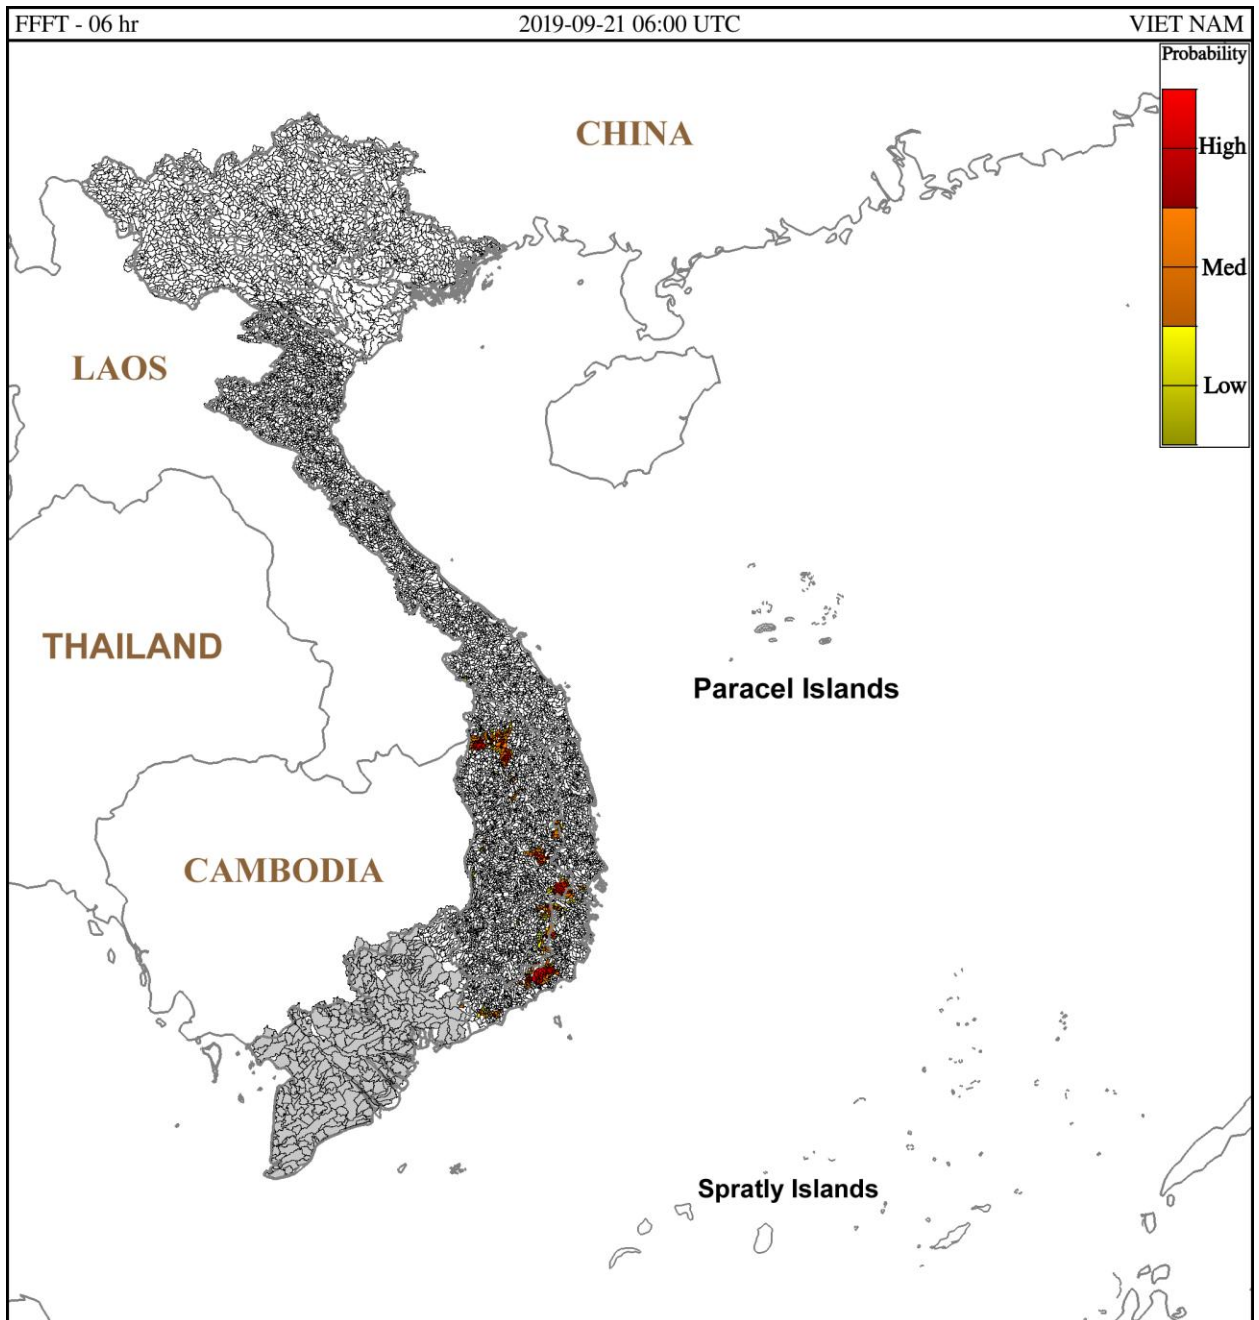 FFFT - 06 hr
2019-09-21 06:00 UTC
VIET NAM
Probability
High
Med
Low
CHINA
LAOS
THAILAND
Paracel Islands
CAMBODIA
Spratly Islands